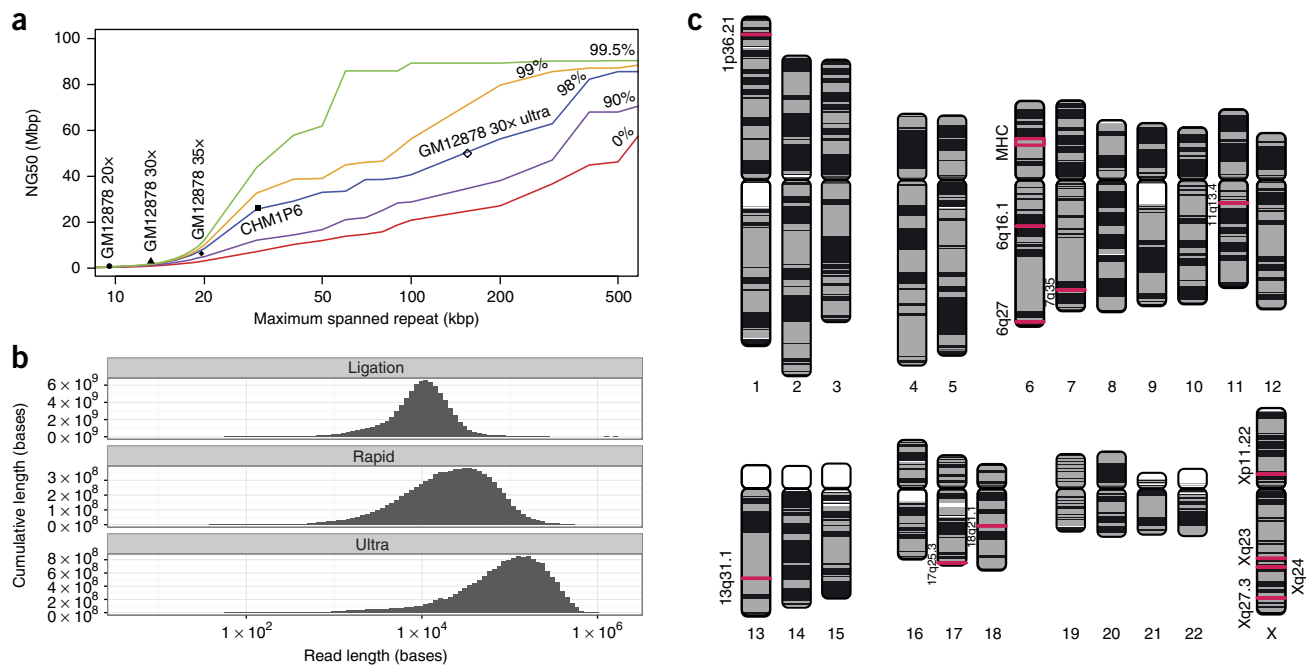 a
100
80
60
40
20
0
NG50 (Mbp)
GM12878 20×
GM12878 30×
GM12878 35×
CHM1P6
GM12878 30× ultra
99.5%
99%
98%
90%
0%
10 20 50 100 200 500
Maximum spanned repeat (kbp)
b
Cumulative length (bases)
Ligation
6 × 10⁹
4 × 10⁹
2 × 10⁹
0 × 10⁹
Rapid
3 × 10⁸
2 × 10⁸
1 × 10⁸
0 × 10⁸
Ultra
8 × 10⁸
6 × 10⁸
4 × 10⁸
2 × 10⁸
0 × 10⁸
1 × 10² 1 × 10⁴ 1 × 10⁶
Read length (bases)
c
1p36.21
MHC
6q16.1
6q27
7q35
11q13.4
1 2 3 4 5 6 7 8 9 10 11 12
13q31.1
17q25.3
18q21.1
Xp11.22
Xq23
Xq24
Xq27.3
13 14 15 16 17 18 19 20 21 22 X